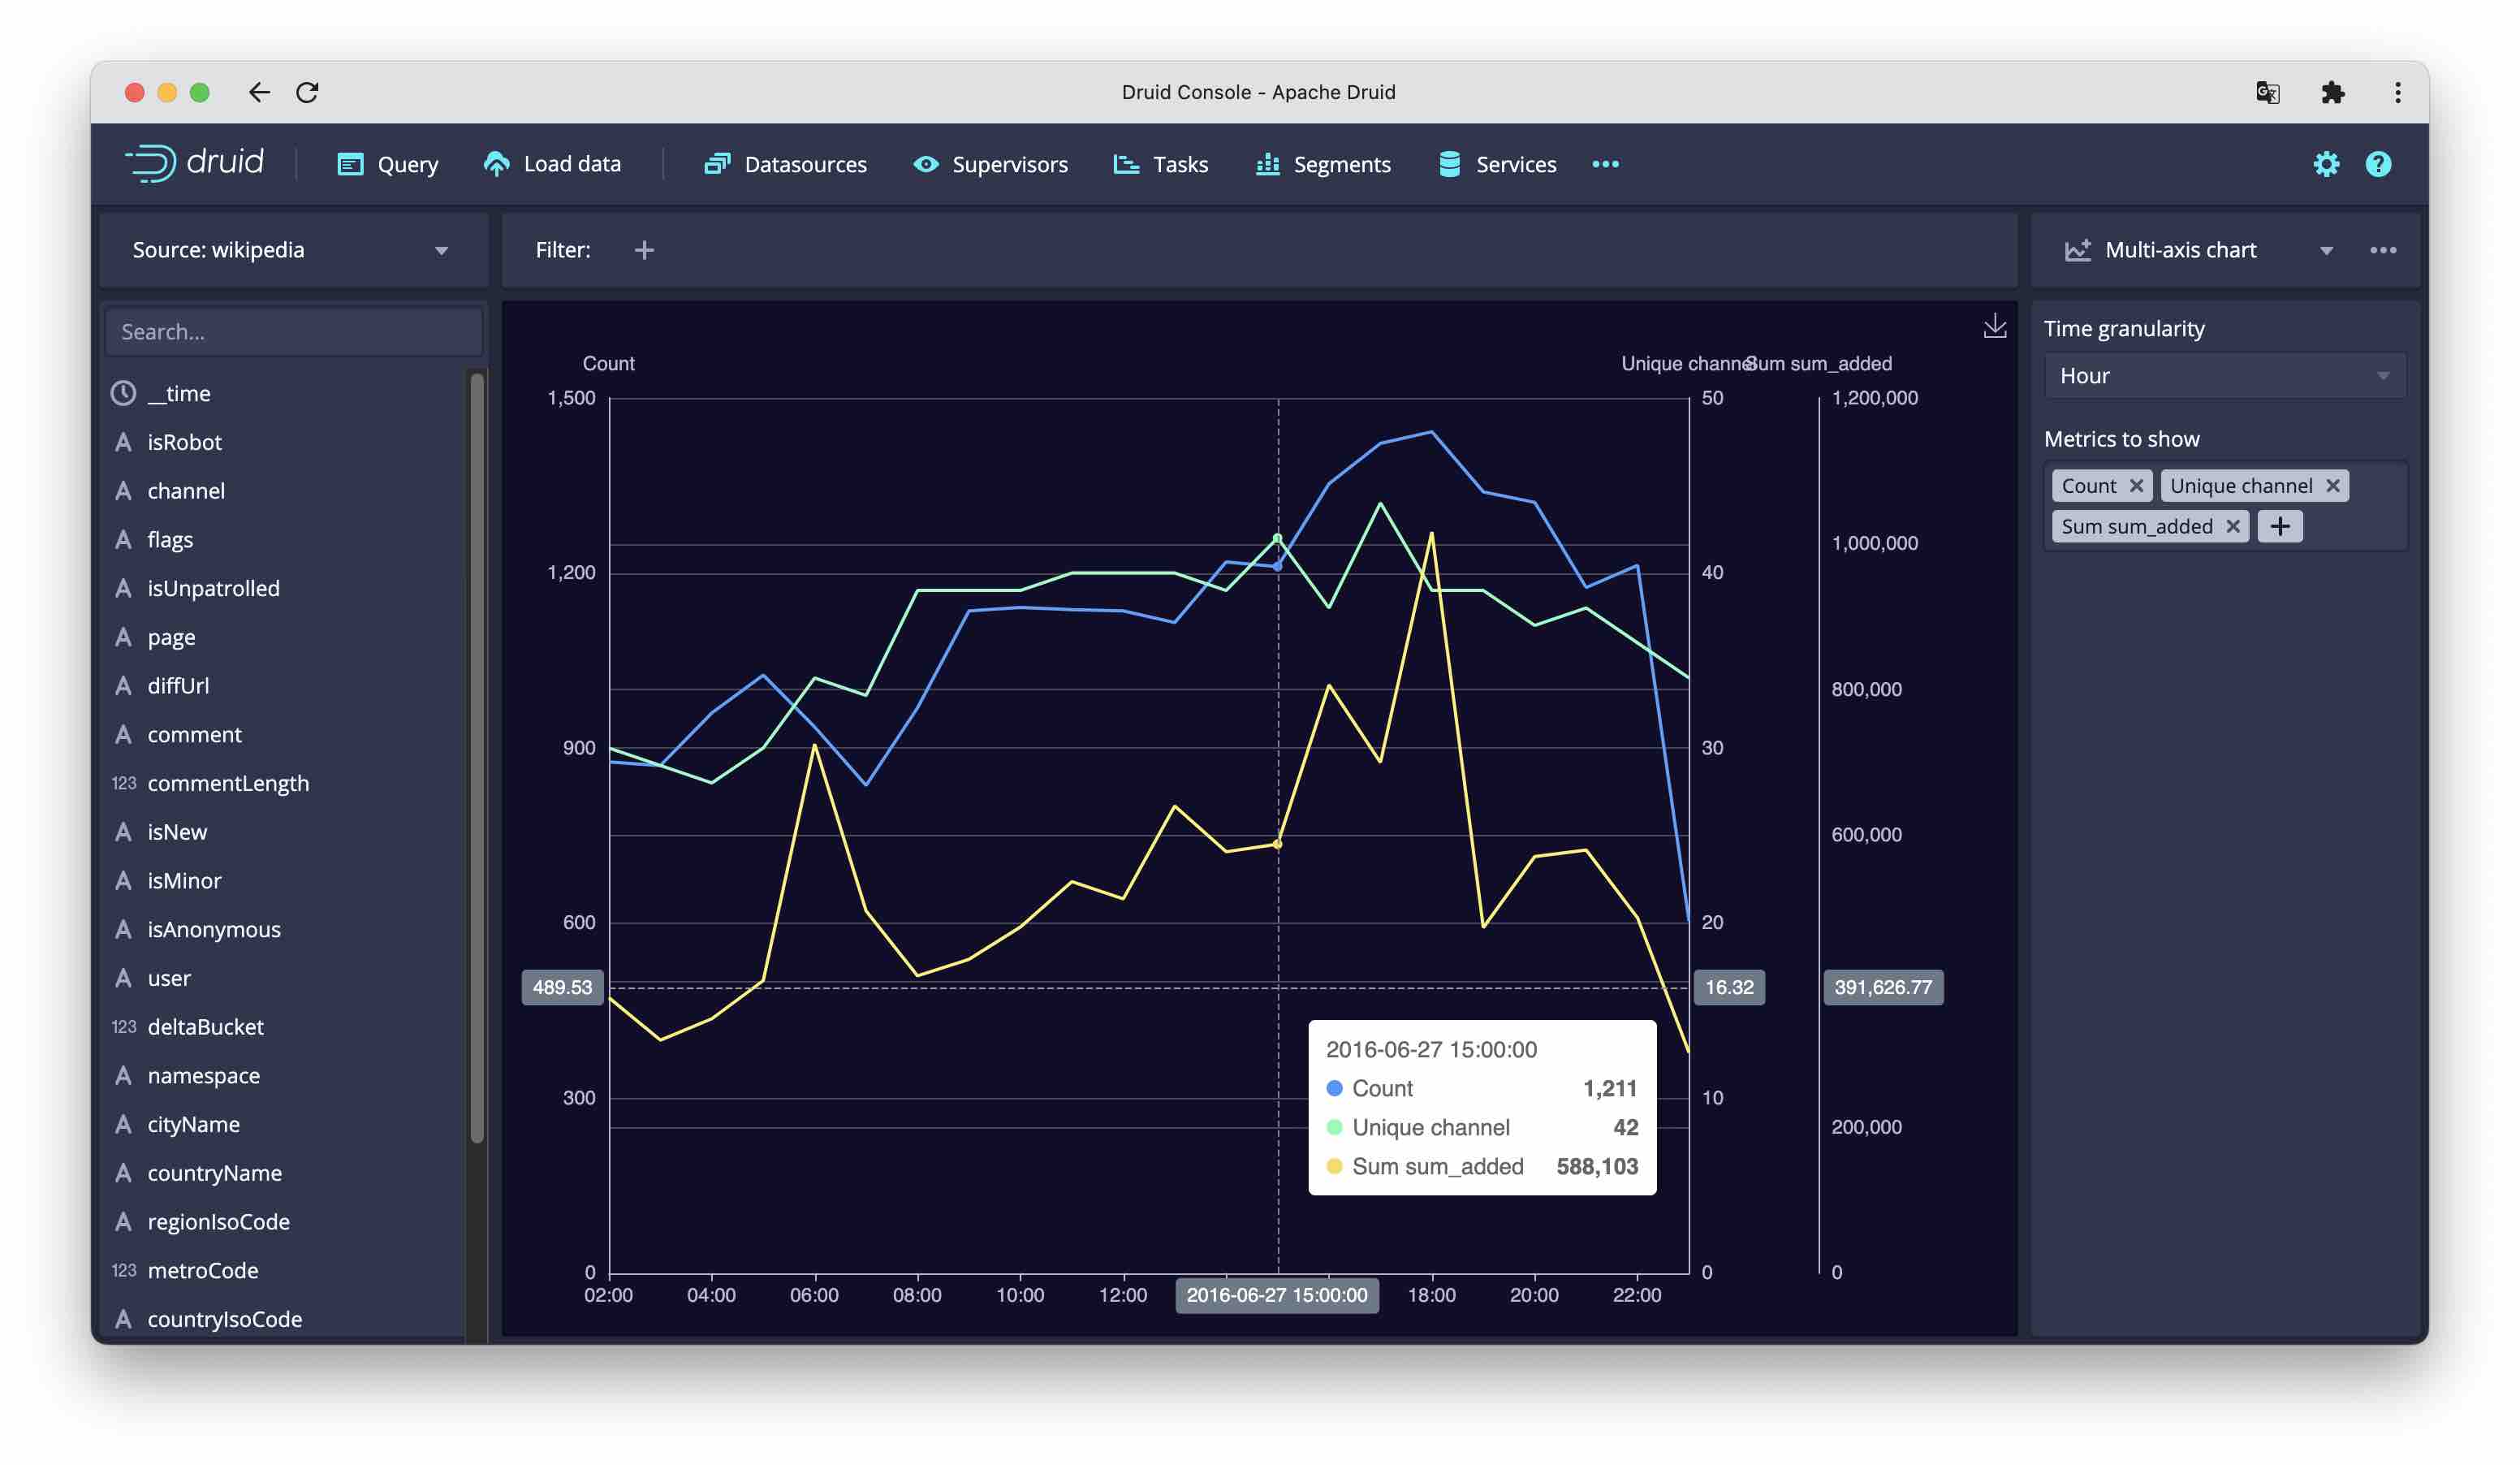 Druid Console - Apache Druid
druid Query Load data Datasources Supervisors Tasks Segments Services
Source: wikipedia
Filter:
Multi-axis chart
Search...
__time
isRobot
channel
flags
isUnpatrolled
page
diffUrl
comment
123 commentLength
isNew
isMinor
isAnonymous
user
123 deltaBucket
namespace
cityName
countryName
regionIsoCode
123 metroCode
countryIsoCode
Count
Unique channel
Sum sum_added
1,500
1,200
900
600
489.53
300
0
50
40
30
20
16.32
10
0
1,200,000
1,000,000
800,000
600,000
391,626.77
200,000
0
2016-06-27 15:00:00
Count 1,211
Unique channel 42
Sum sum_added 588,103
02:00 04:00 06:00 08:00 10:00 12:00 2016-06-27 15:00:00 18:00 20:00 22:00
Time granularity
Hour
Metrics to show
Count Unique channel
Sum sum_added